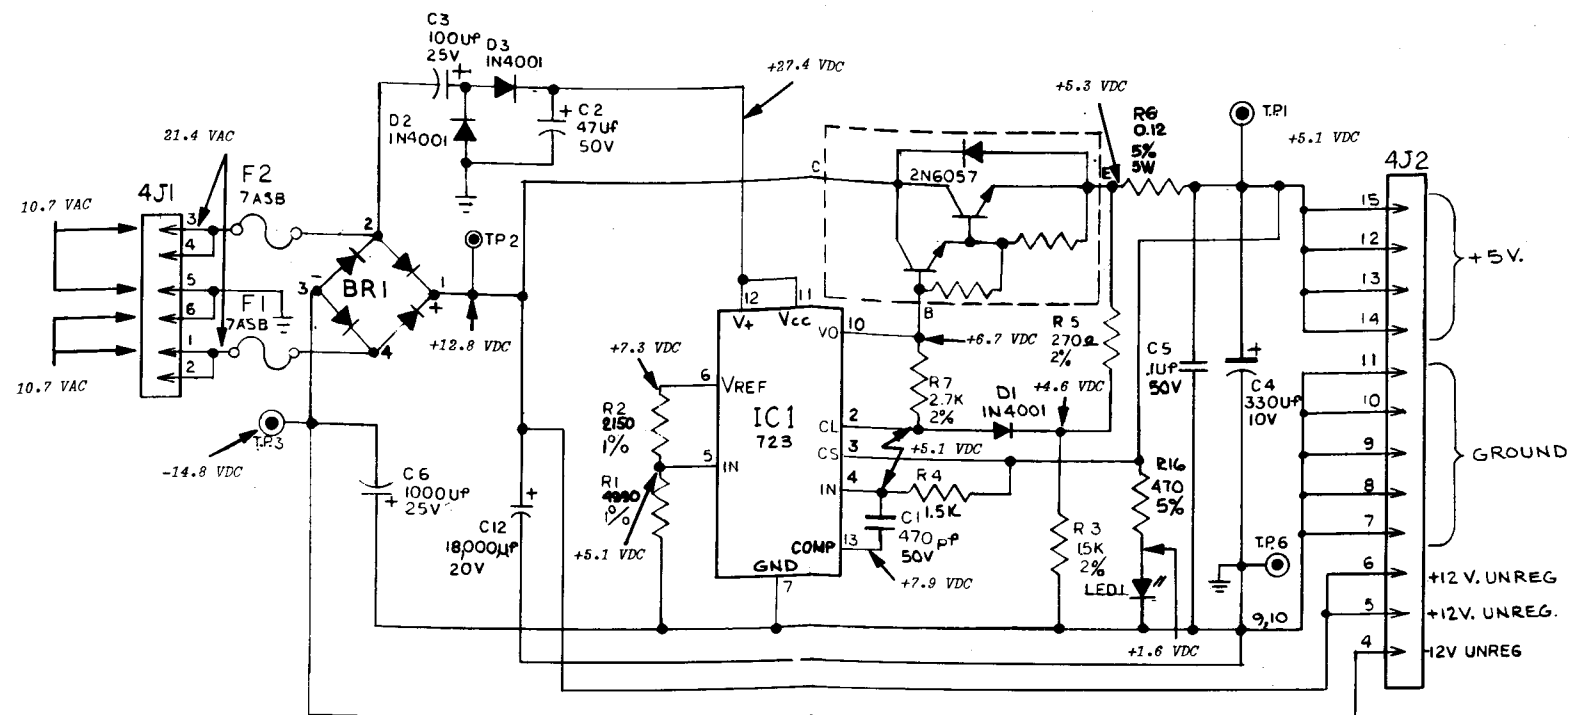 C3
100UF
25V
+
D3
1N4001
+27.4 VDC
+5.3 VDC
R6
0.12
5%
5W
T.P.1
+5.1 VDC
21.4 VAC
D2
1N4001
+ C2
47UF
50V
C
2N6057
E
4J2
F2
7ASB
4J1
10.7 VAC
3
4
5
6
1
2
F1
7ASB
10.7 VAC
2
- 3
BR1
1
+
4
T.P.2
+12.8 VDC
12
11
V+
VCC
B
15
12
13
14
+5V.
VO
10
+6.7 VDC
R5
270Ω
2%
C5
.1UF
50V
+
C4
330UF
10V
+7.3 VDC
6
VREF
R2
2150
1%
IC1
723
R7
2.7K
2%
D1
1N4001
+4.6 VDC
CL
2
CS
3
+5.1 VDC
T.P.3
-14.8 VDC
5
IN
IN
4
R4
1.5K
R16
470
5%
11
10
9
8
7
GROUND
C6
1000UF
+ 25V
R1
4990
1%
+5.1 VDC
+
C12
18,000µF
20V
C1
470 PF
50V
COMP
13
+7.9 VDC
R3
1.5K
2%
LED1
T.P.6
GND
7
9,10
+1.6 VDC
6
+12 V. UNREG
5
+12V. UNREG.
4
-12V UNREG